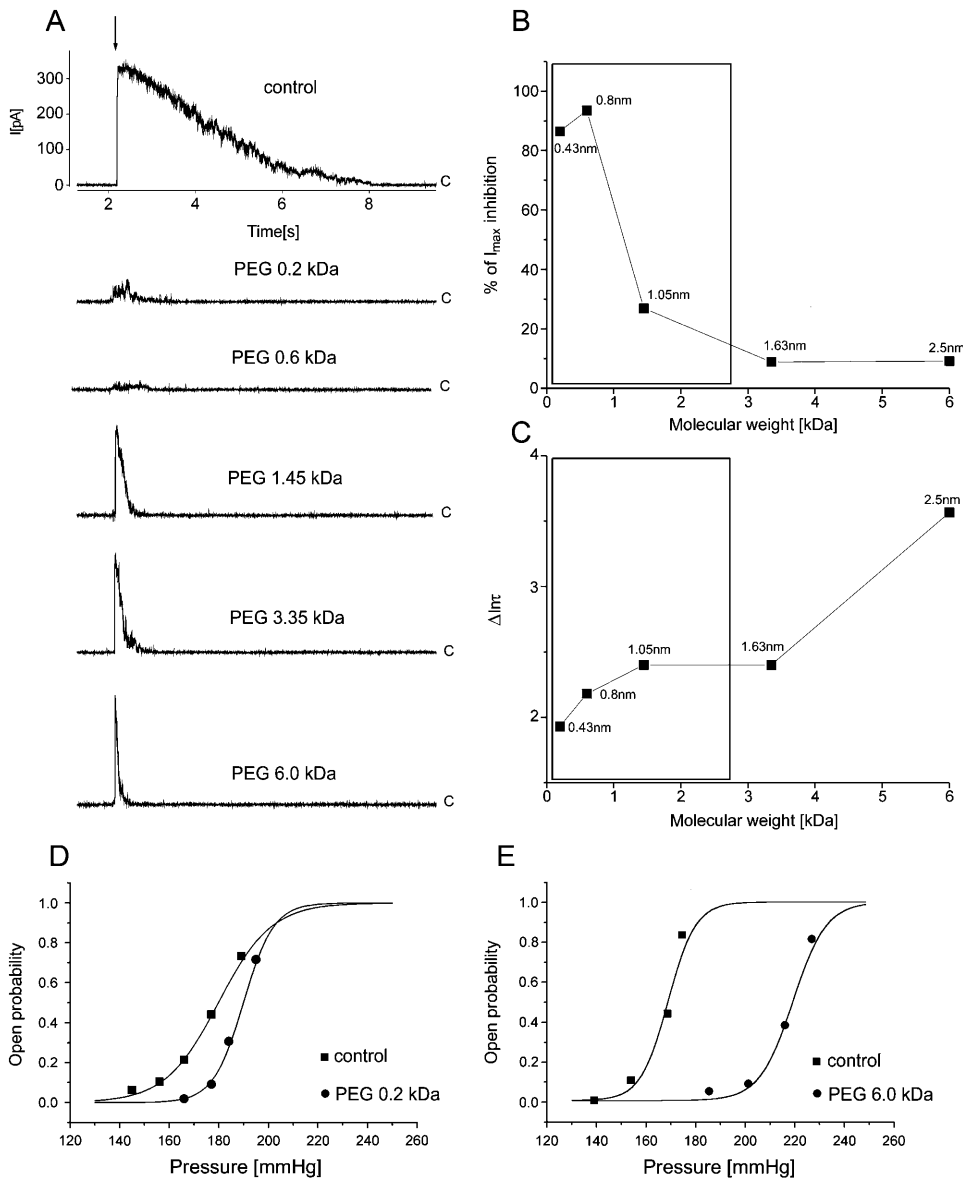 A
I[pA]
300
200
100
0
control
C
2
4
6
8
Time[s]
PEG 0.2 kDa
C
PEG 0.6 kDa
C
PEG 1.45 kDa
C
PEG 3.35 kDa
C
PEG 6.0 kDa
C
B
% of Imax inhibition
100
80
60
40
20
0
0.8nm
0.43nm
1.05nm
1.63nm
2.5nm
0
1
2
3
4
5
6
Molecular weight [kDa]
C
Δlnτ
4
3
2
2.5nm
1.05nm
1.63nm
0.8nm
0.43nm
0
1
2
3
4
5
6
Molecular weight [kDa]
D
Open probability
1.0
0.8
0.6
0.4
0.2
0.0
control
PEG 0.2 kDa
120
140
160
180
200
220
240
260
Pressure [mmHg]
E
Open probability
1.0
0.8
0.6
0.4
0.2
0.0
control
PEG 6.0 kDa
120
140
160
180
200
220
240
260
Pressure [mmHg]